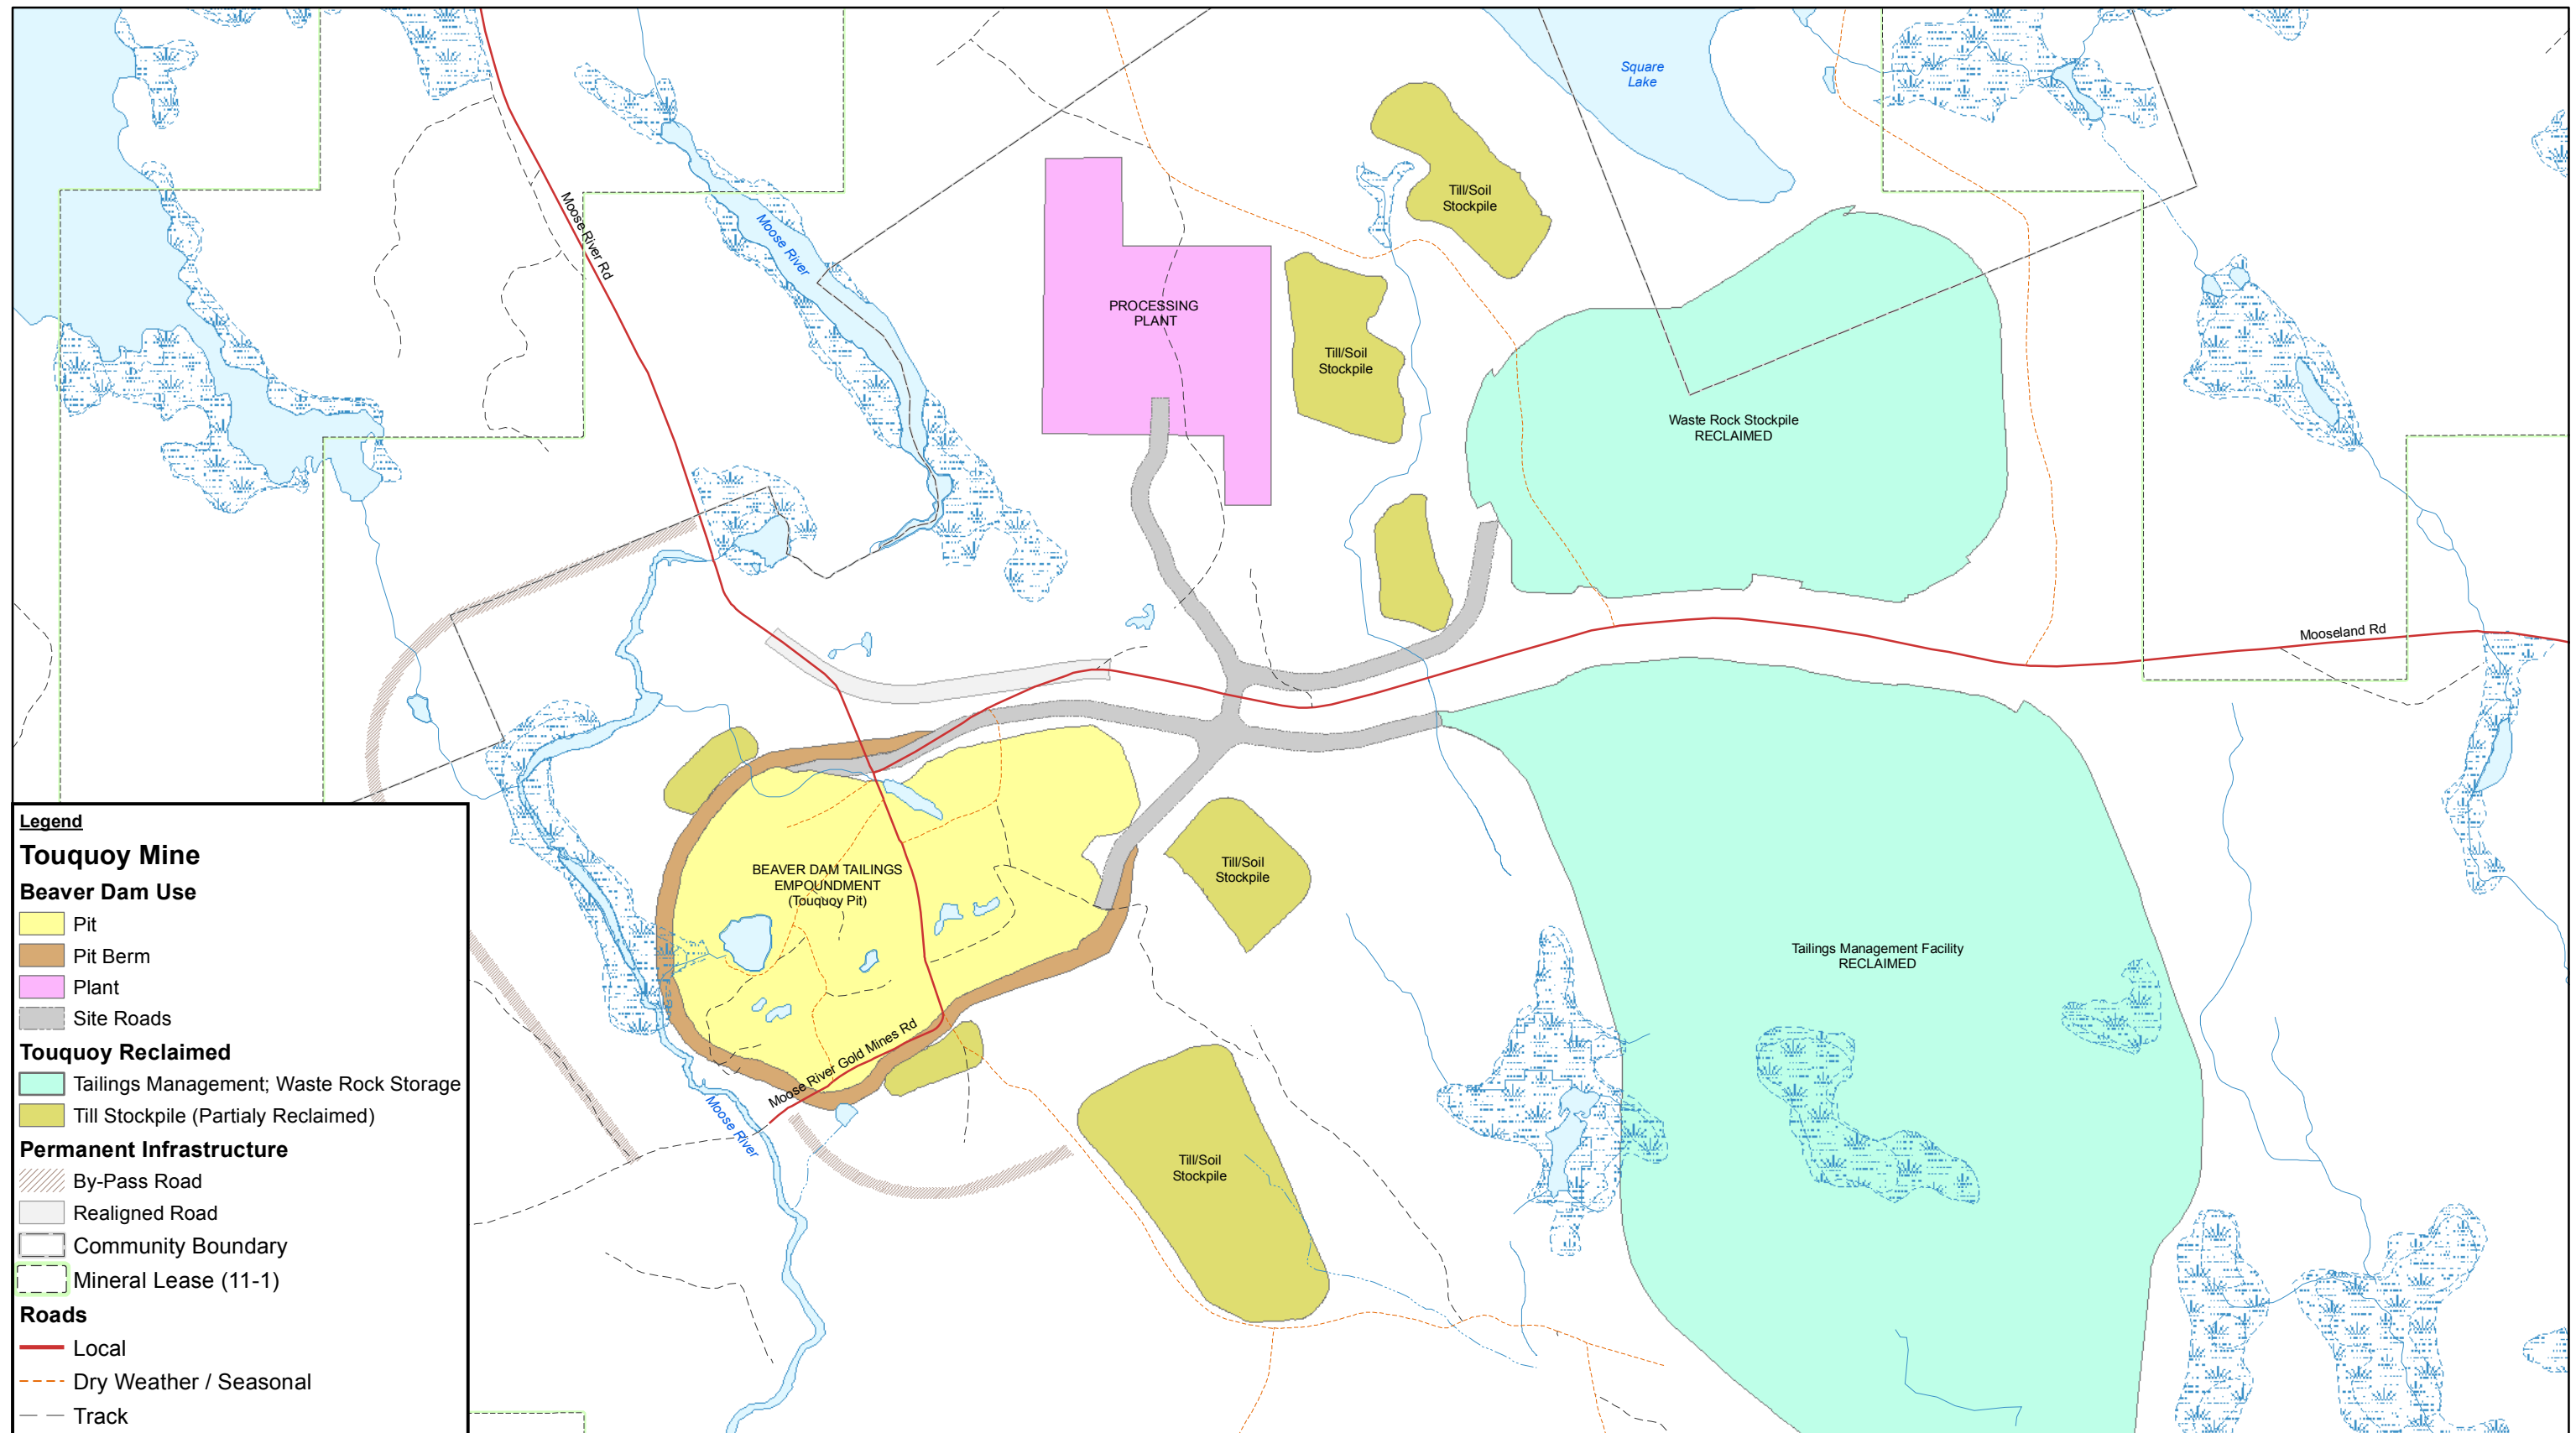 Square
Lake
Till/Soil
Stockpile
Moose River Rd
Moose River
PROCESSING
PLANT
Till/Soil
Stockpile
Waste Rock Stockpile
RECLAIMED
Mooseland Rd
BEAVER DAM TAILINGS
EMPOUNDMENT
(Touquoy Pit)
Till/Soil
Stockpile
Tailings Management Facility
RECLAIMED
Moose River Gold Mines Rd
Moose River
Till/Soil
Stockpile
Legend
Touquoy Mine
Beaver Dam Use
Pit
Pit Berm
Plant
Site Roads
Touquoy Reclaimed
Tailings Management; Waste Rock Storage
Till Stockpile (Partialy Reclaimed)
Permanent Infrastructure
By-Pass Road
Realigned Road
Community Boundary
Mineral Lease (11-1)
Roads
Local
Dry Weather / Seasonal
Track